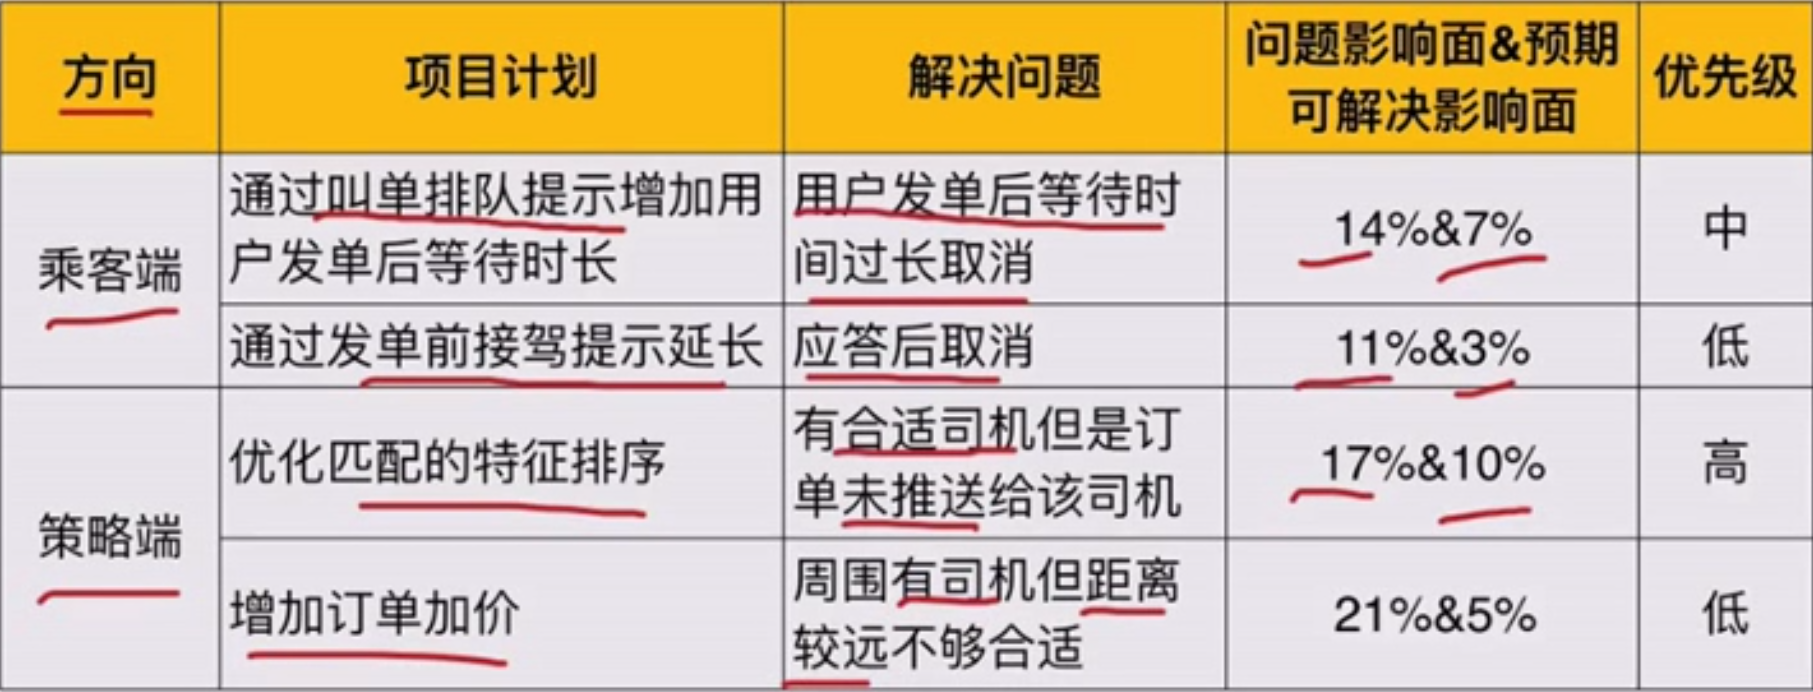 方向
项目计划
解决问题
问题影响面&预期
可解决影响面
优先级
乘客端
通过叫单排队提示增加用
户发单后等待时长
用户发单后等待时
间过长取消
14%&7%
中
通过发单前接驾提示延长
应答后取消
11%&3%
低
策略端
优化匹配的特征排序
有合适司机但是订
单未推送给该司机
17%&10%
高
增加订单加价
周围有司机但距离
较远不够合适
21%&5%
低